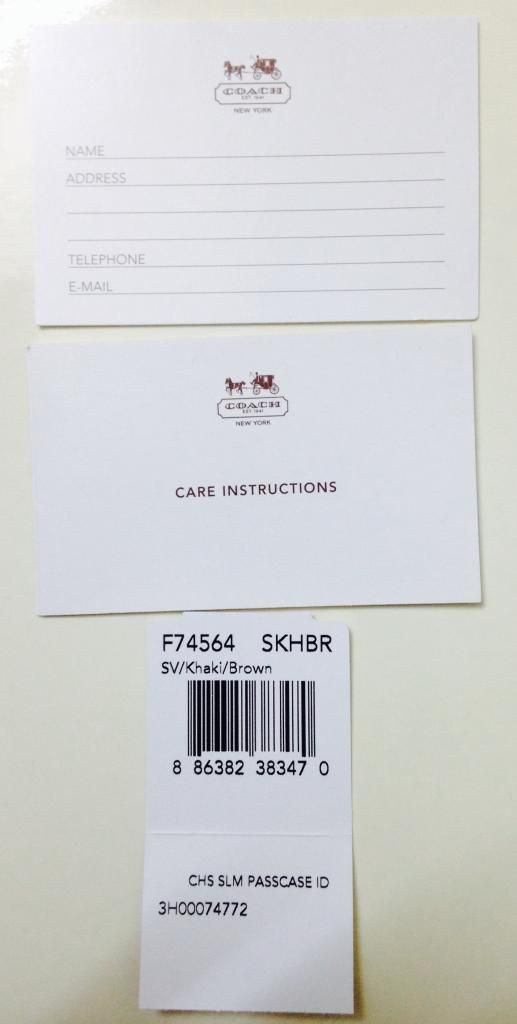 COACH
EST. 1941
NEW YORK
NAME
ADDRESS
TELEPHONE
E-MAIL
COACH
EST. 1941
NEW YORK
CARE INSTRUCTIONS
F74564 SKHBR
SV/Khaki/Brown
8 86382 38347 0
CHS SLM PASSCASE ID
3H00074772